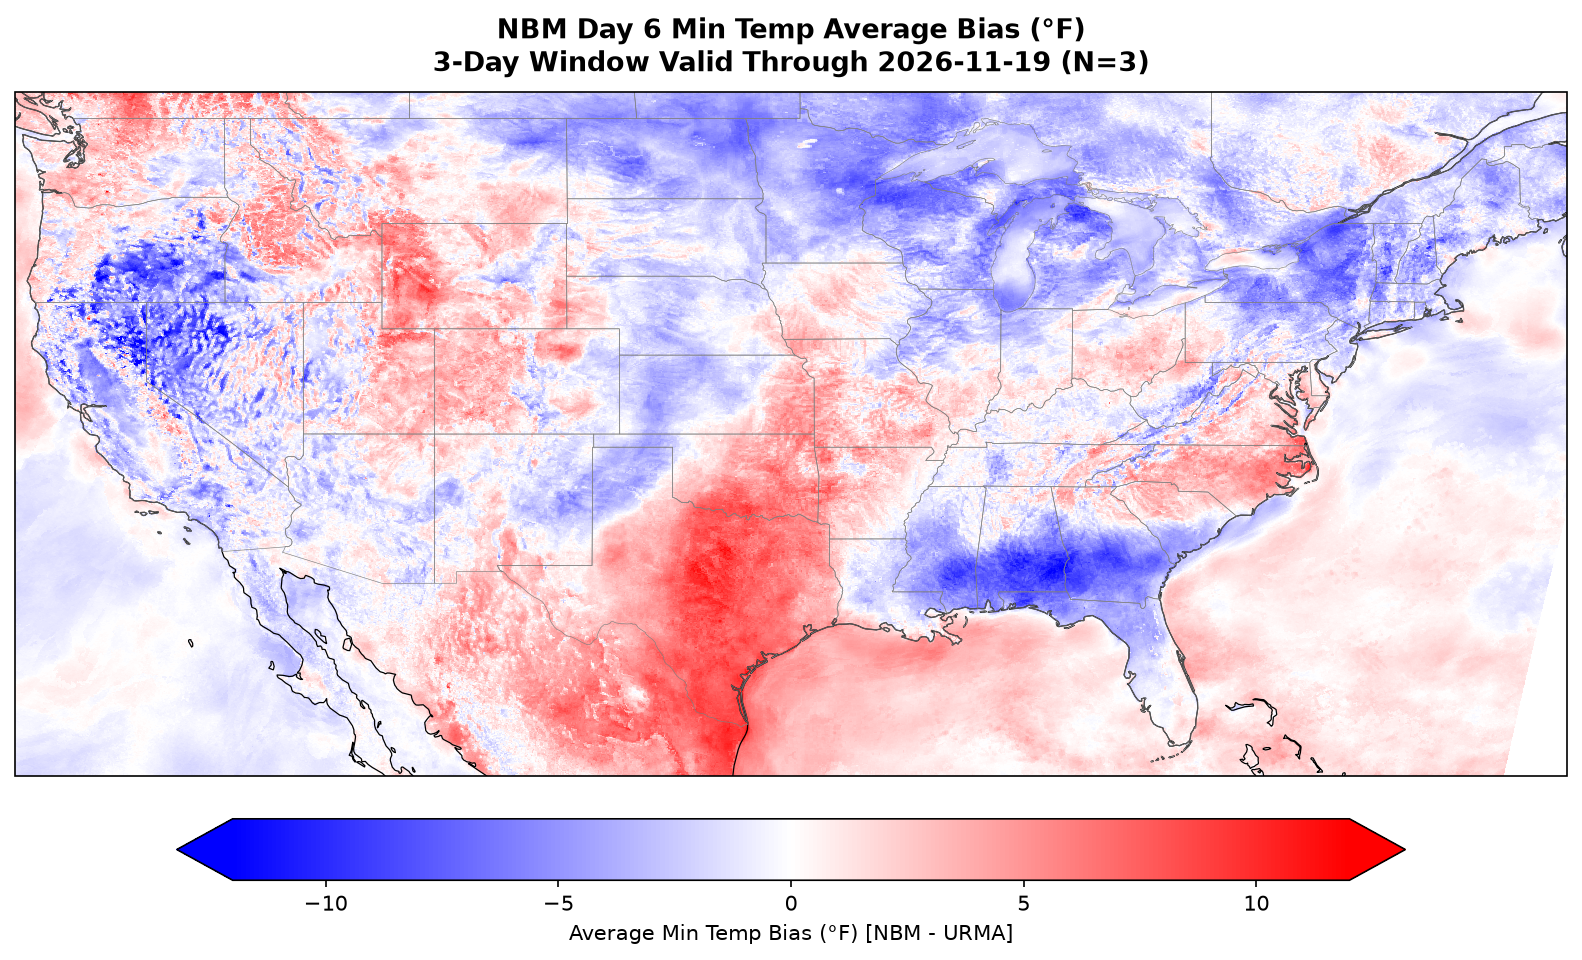 NBM Day 6 Min Temp Average Bias (°F)
3-Day Window Valid Through 2026-11-19 (N=3)
−10 −5 0 5 10
Average Min Temp Bias (°F) [NBM - URMA]